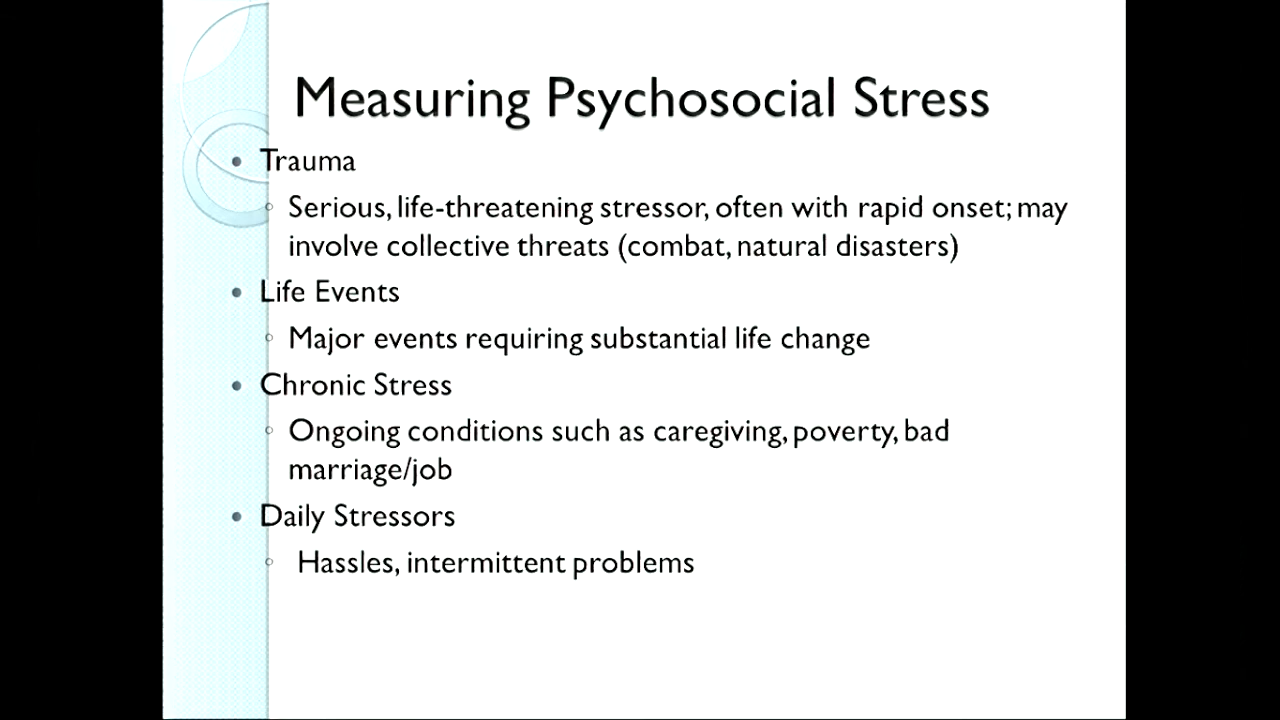 Measuring Psychosocial Stress
• Trauma
◦ Serious, life-threatening stressor, often with rapid onset; may
involve collective threats (combat, natural disasters)
• Life Events
◦ Major events requiring substantial life change
• Chronic Stress
◦ Ongoing conditions such as caregiving, poverty, bad
marriage/job
• Daily Stressors
◦ Hassles, intermittent problems